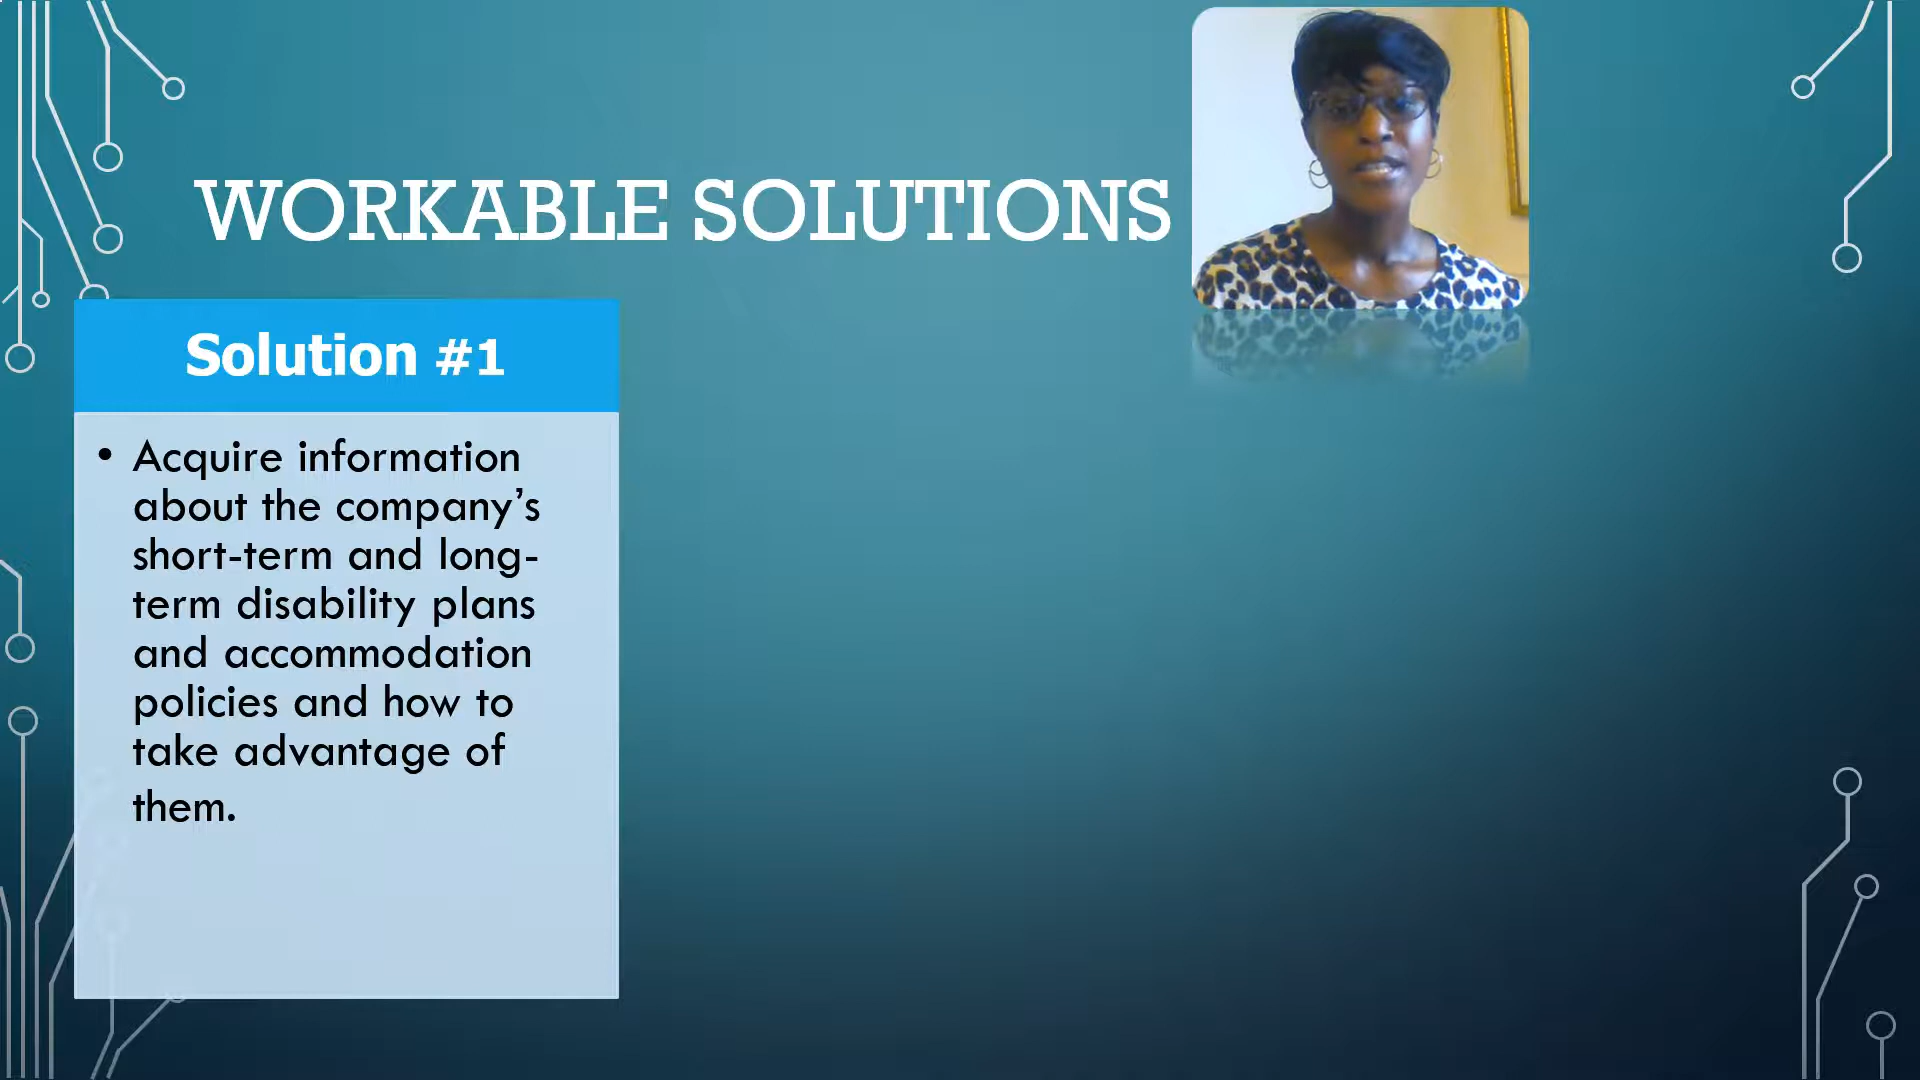 WORKABLE SOLUTIONS
Solution #1
• Acquire information
about the company’s
short-term and long-
term disability plans
and accommodation
policies and how to
take advantage of
them.